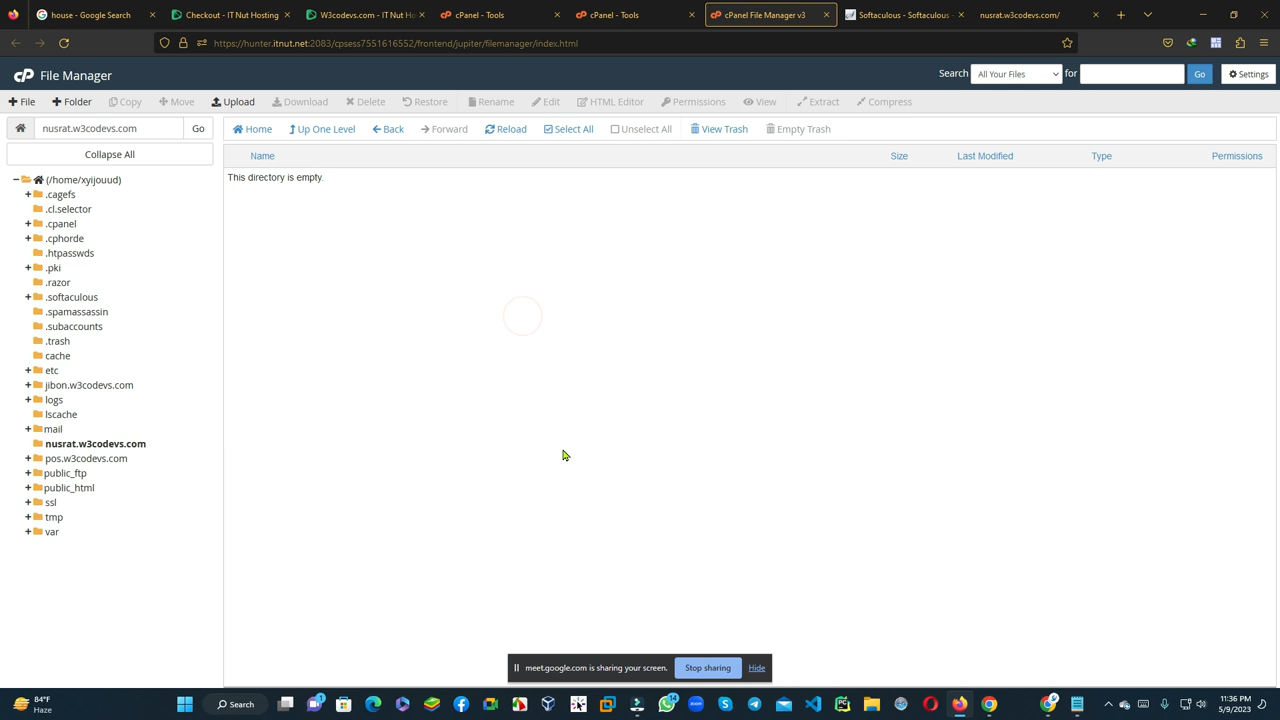 house - Google Search
Checkout - IT Nut Hosting
W3codevs.com - IT Nut Ho
cPanel - Tools
cPanel - Tools
cPanel File Manager v3
Softaculous - Softaculous -
nusrat.w3codevs.com/
https://hunter.itnut.net:2083/cpsess7551616552/frontend/jupiter/filemanager/index.html
cP File Manager
Search All Your Files for Go Settings
File Folder Copy Move Upload Download Delete Restore Rename Edit HTML Editor Permissions View Extract Compress
nusrat.w3codevs.com Go
Home Up One Level Back Forward Reload Select All Unselect All View Trash Empty Trash
Collapse All
Name Size Last Modified Type Permissions
This directory is empty.
(/home/xyijouud)
.cagefs
.cl.selector
.cpanel
.cphorde
.htpasswds
.pki
.razor
.softaculous
.spamassassin
.subaccounts
.trash
cache
etc
jibon.w3codevs.com
logs
lscache
mail
nusrat.w3codevs.com
pos.w3codevs.com
public_ftp
public_html
ssl
tmp
var
meet.google.com is sharing your screen. Stop sharing Hide
84°F
Haze
Search
1
14
11:36 PM
5/9/2023